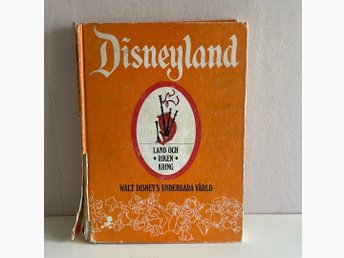 Disneyland
LAND OCH
• RIKEN •
KRING
WALT DISNEY'S UNDERBARA VÄRLD